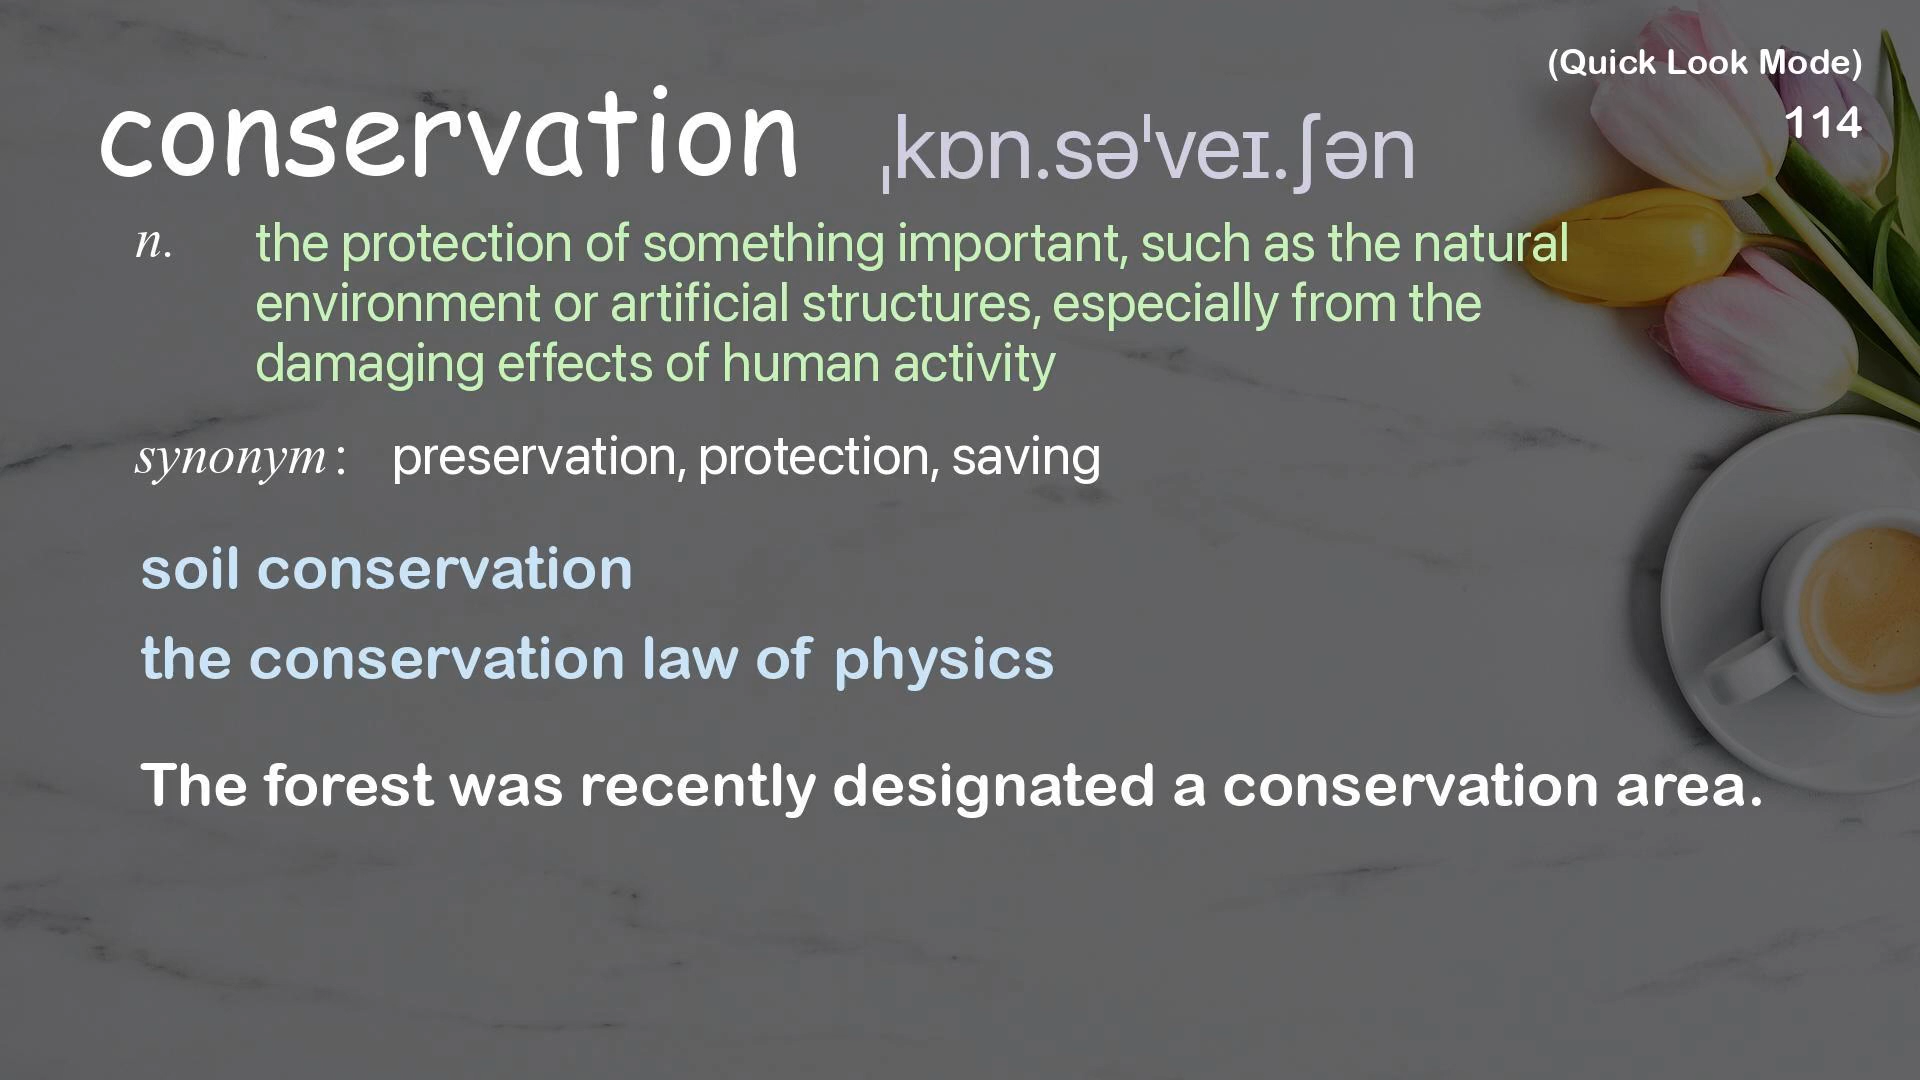 (Quick Look Mode)
114
conservation ˌkɒn.səˈveɪ.ʃən
n. the protection of something important, such as the natural
environment or artificial structures, especially from the
damaging effects of human activity
synonym: preservation, protection, saving
soil conservation
the conservation law of physics
The forest was recently designated a conservation area.